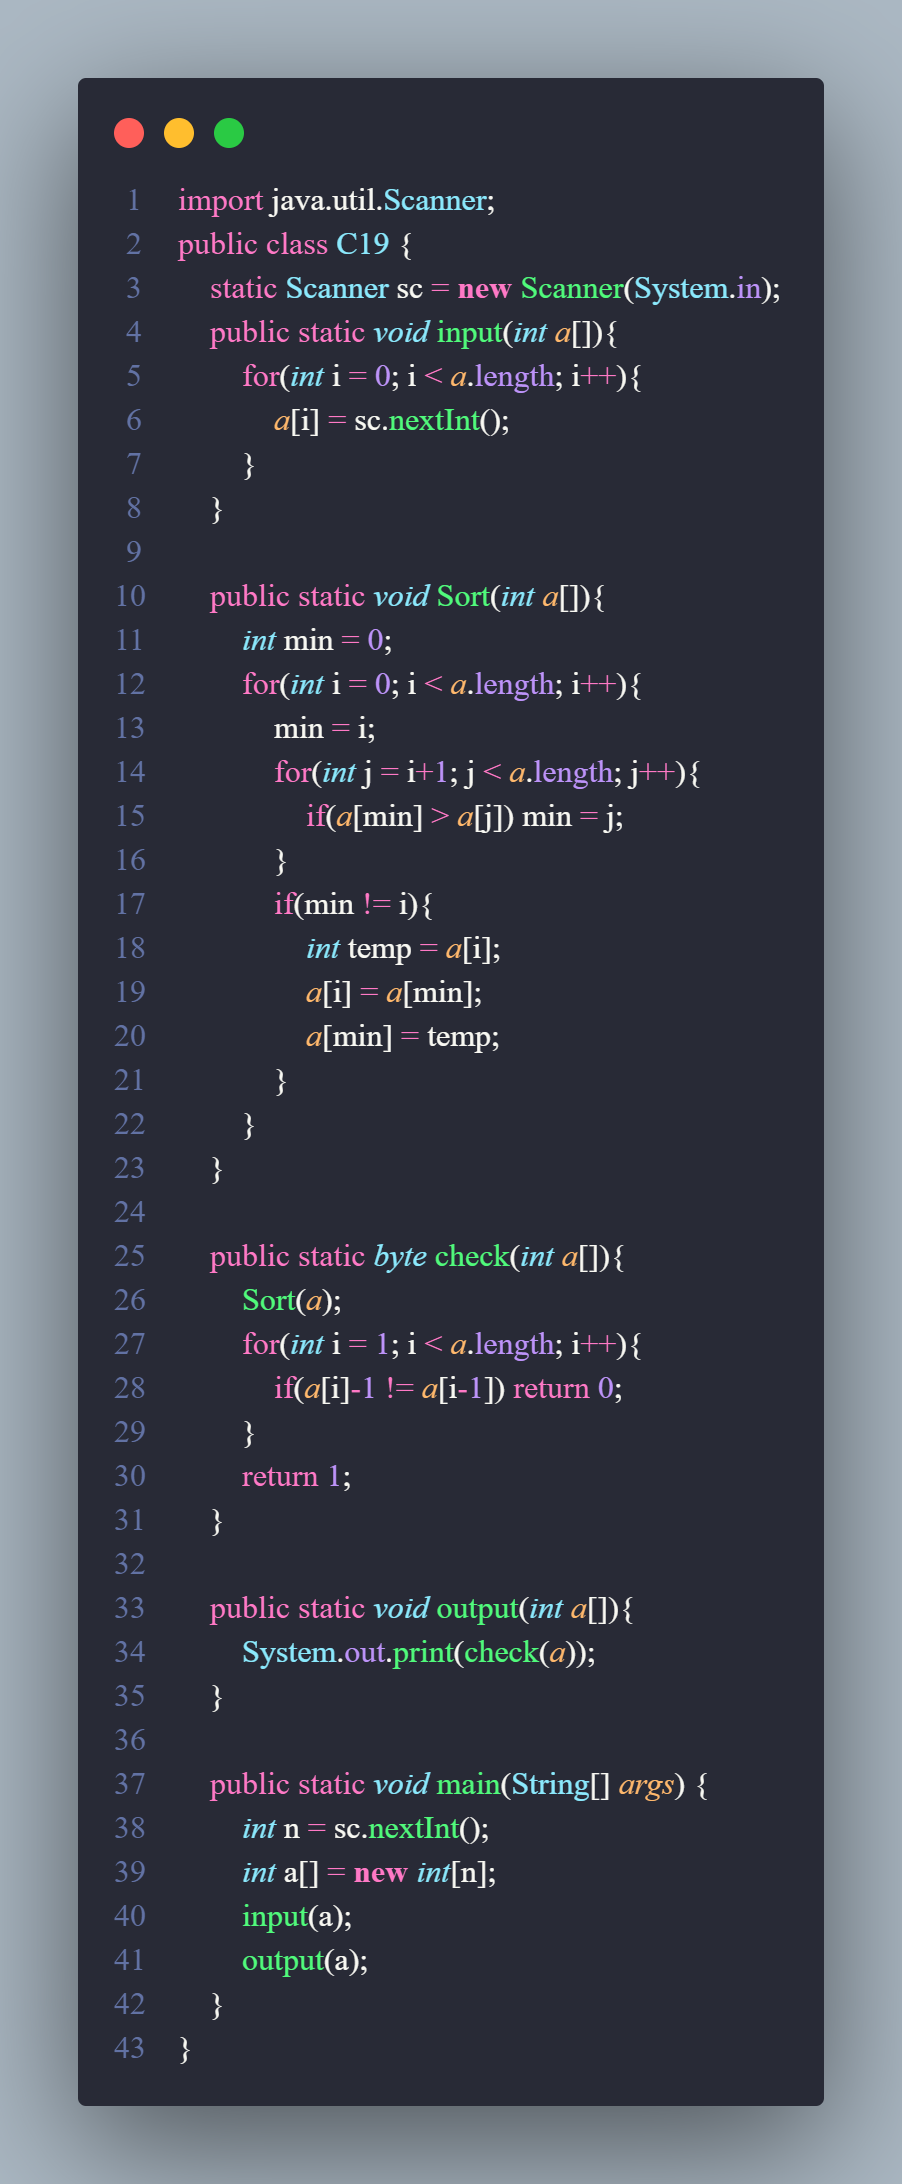 1 import java.util.Scanner;
2 public class C19 {
3 static Scanner sc = new Scanner(System.in);
4 public static void input(int a[]){
5 for(int i = 0; i < a.length; i++){
6 a[i] = sc.nextInt();
7 }
8 }
9
10 public static void Sort(int a[]){
11 int min = 0;
12 for(int i = 0; i < a.length; i++){
13 min = i;
14 for(int j = i+1; j < a.length; j++){
15 if(a[min] > a[j]) min = j;
16 }
17 if(min != i){
18 int temp = a[i];
19 a[i] = a[min];
20 a[min] = temp;
21 }
22 }
23 }
24
25 public static byte check(int a[]){
26 Sort(a);
27 for(int i = 1; i < a.length; i++){
28 if(a[i]-1 != a[i-1]) return 0;
29 }
30 return 1;
31 }
32
33 public static void output(int a[]){
34 System.out.print(check(a));
35 }
36
37 public static void main(String[] args) {
38 int n = sc.nextInt();
39 int a[] = new int[n];
40 input(a);
41 output(a);
42 }
43 }